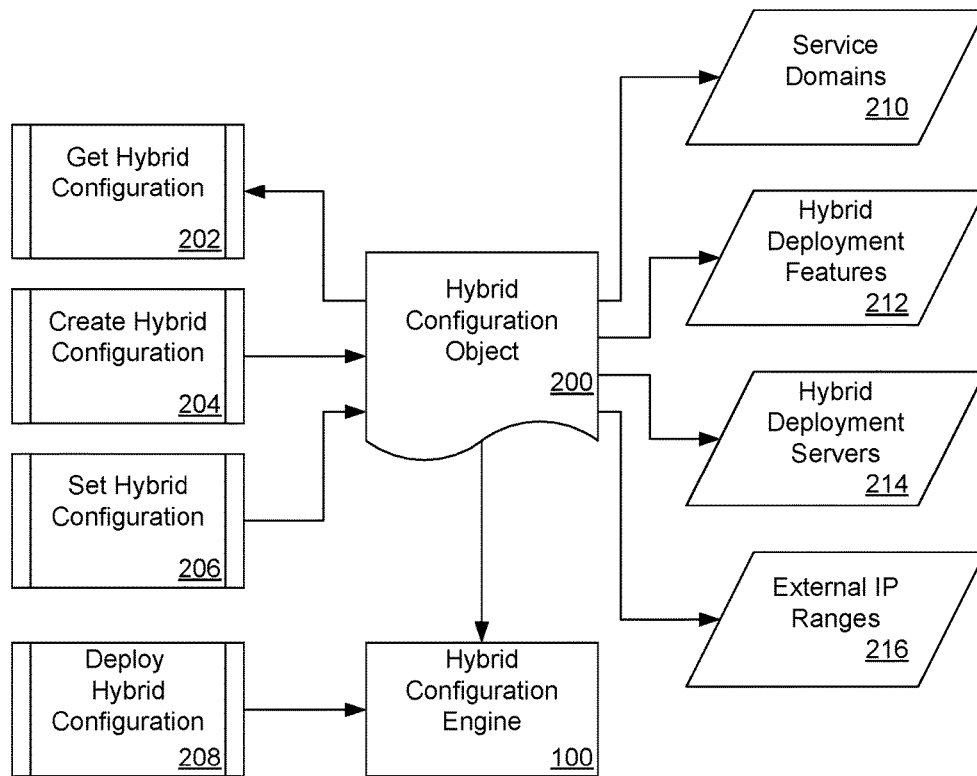 Service
Domains
210
Get Hybrid
Configuration
202
Hybrid
Deployment
Features
212
Hybrid
Configuration
Object
200
Create Hybrid
Configuration
204
Hybrid
Deployment
Servers
214
Set Hybrid
Configuration
206
External IP
Ranges
216
Deploy
Hybrid
Configuration
208
Hybrid
Configuration
Engine
100